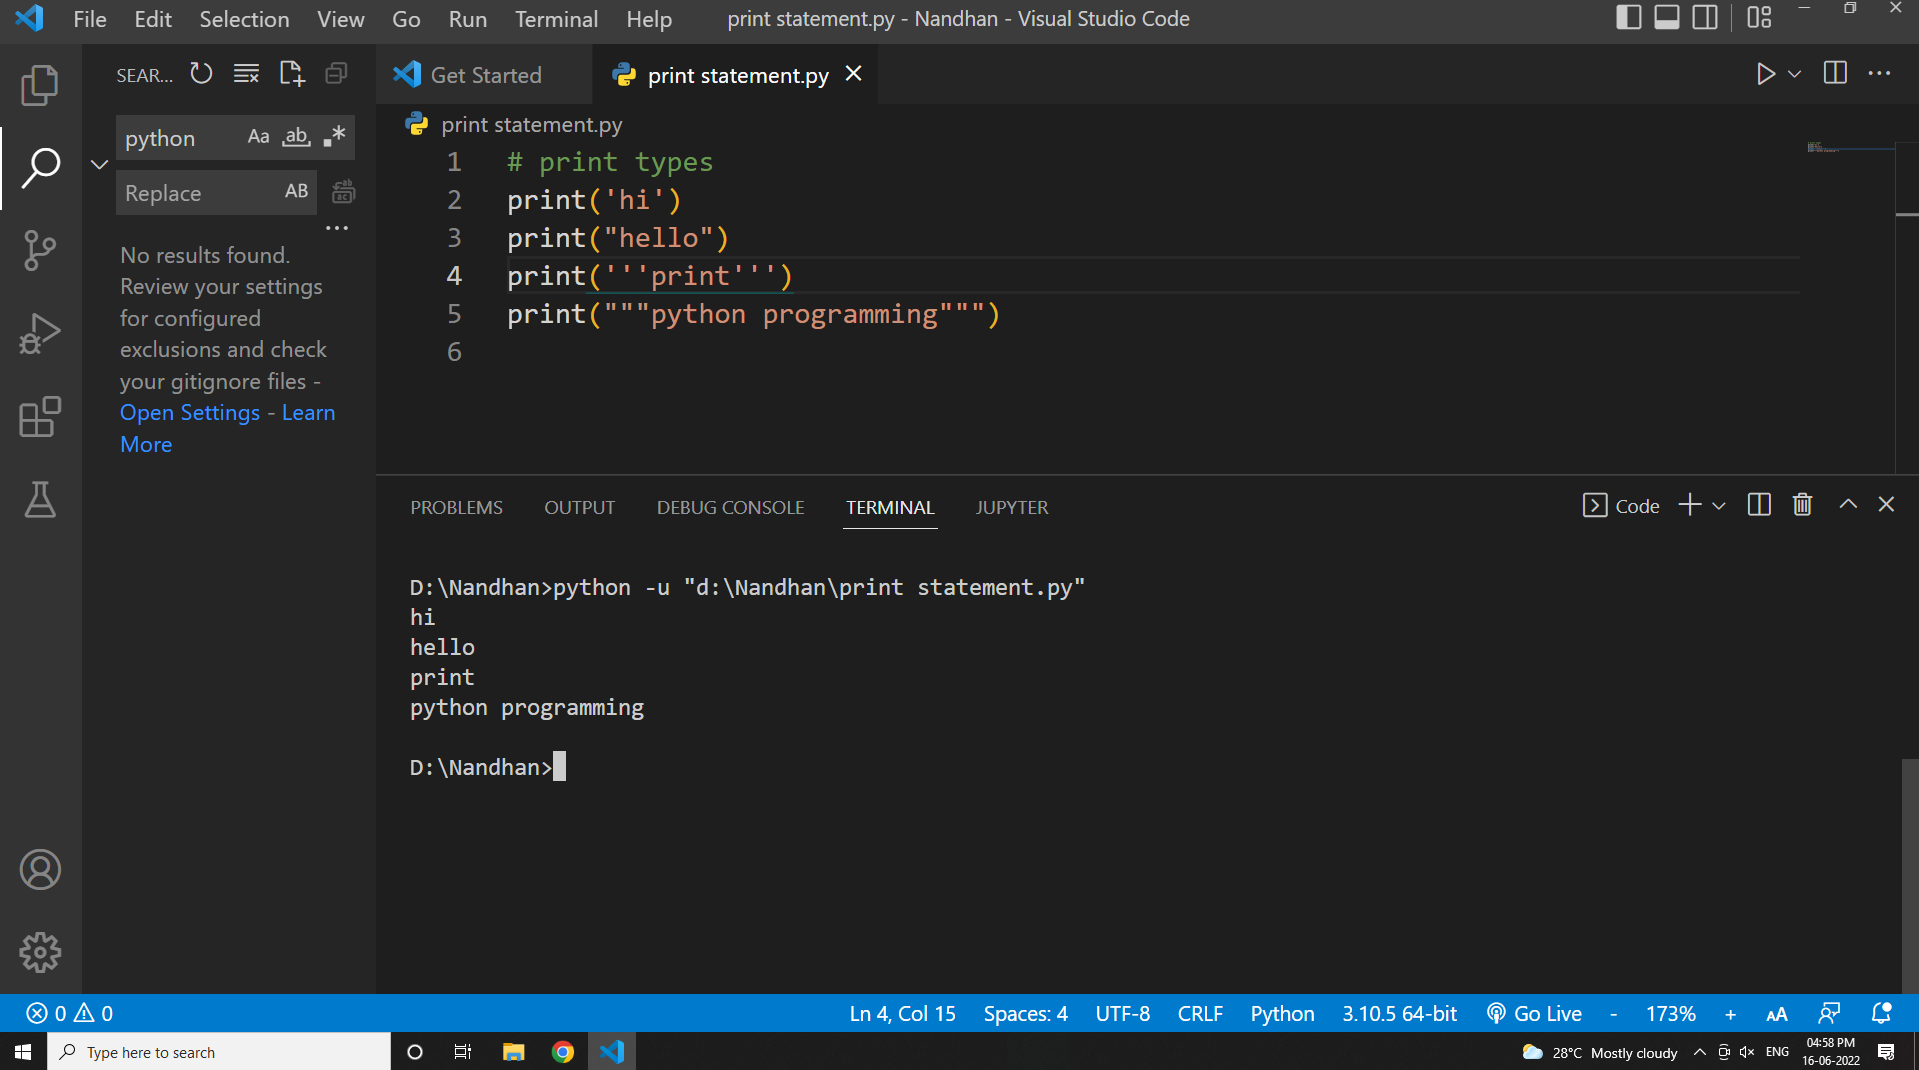 File Edit Selection View Go Run Terminal Help print statement.py - Nandhan - Visual Studio Code
SEAR...
Get Started
print statement.py
python Aa ab
Replace AB
No results found.
Review your settings
for configured
exclusions and check
your gitignore files -
Open Settings - Learn
More
print statement.py
1 # print types
2 print('hi')
3 print("hello")
4 print('''print''')
5 print("""python programming""")
6
PROBLEMS OUTPUT DEBUG CONSOLE TERMINAL JUPYTER Code
D:\Nandhan>python -u "d:\Nandhan\print statement.py"
hi
hello
print
python programming
D:\Nandhan>
0 0 Ln 4, Col 15 Spaces: 4 UTF-8 CRLF Python 3.10.5 64-bit Go Live - 173% + AA
Type here to search 28°C Mostly cloudy ENG 04:58 PM
16-06-2022